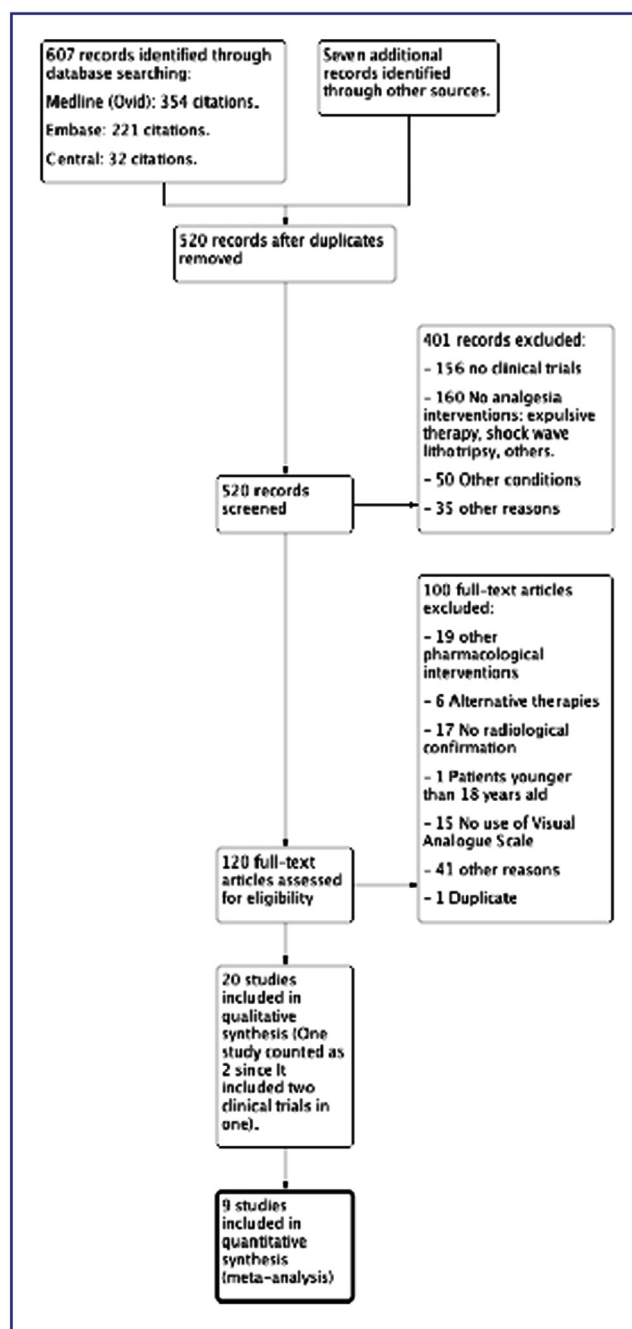 607 records identified through
database searching:
Medline (Ovid): 354 citations.
Embase: 221 citations.
Central: 32 citations.
Seven additional
records identified
through other sources.
520 records after duplicates
removed
401 records excluded:
- 156 no clinical trials
- 160 No analgesia
interventions: expulsive
therapy, shock wave
lithotripsy, others.
- 50 Other conditions
- 35 other reasons
520 records
screened
100 full-text articles
excluded:
- 19 other
pharmacological
interventions
- 6 Alternative therapies
- 17 No radiological
confirmation
- 1 Patients younger
than 18 years ald
- 15 No use of Visual
Analogue Scale
- 41 other reasons
- 1 Duplicate
120 full-text
articles assessed
for eligibility
20 studies
included in
qualitative
synthesis (One
study counted as
2 since It
included two
clinical trials in
one).
9 studies
included in
quantitative
synthesis
(meta-analysis)